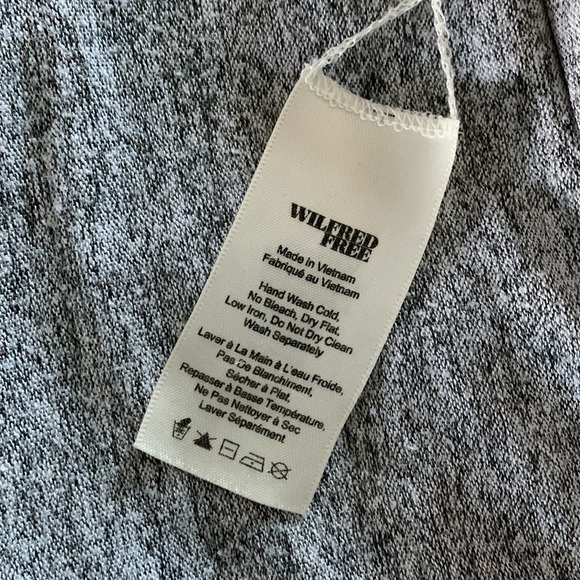 WILFRED
FREE
Made in Vietnam
Fabriqué au Vietnam
Hand Wash Cold,
No Bleach, Dry Flat,
Low Iron, Do Not Dry Clean
Wash Separately
Laver à La Main à L'eau Froide,
Pas De Blanchiment,
Sécher à Plat,
Repasser à Basse Température,
Ne Pas Nettoyer à Sec
Laver Séparément